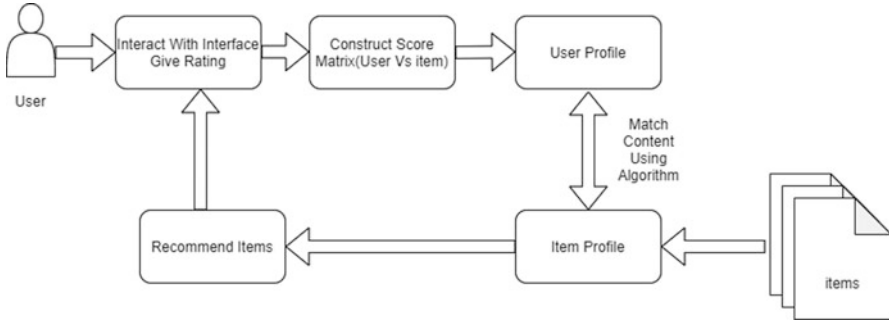 Interact With Interface
Give Rating
Construct Score
Matrix(User Vs item)
User Profile
User
Match
Content
Using
Algorithm
Recommend Items
Item Profile
items